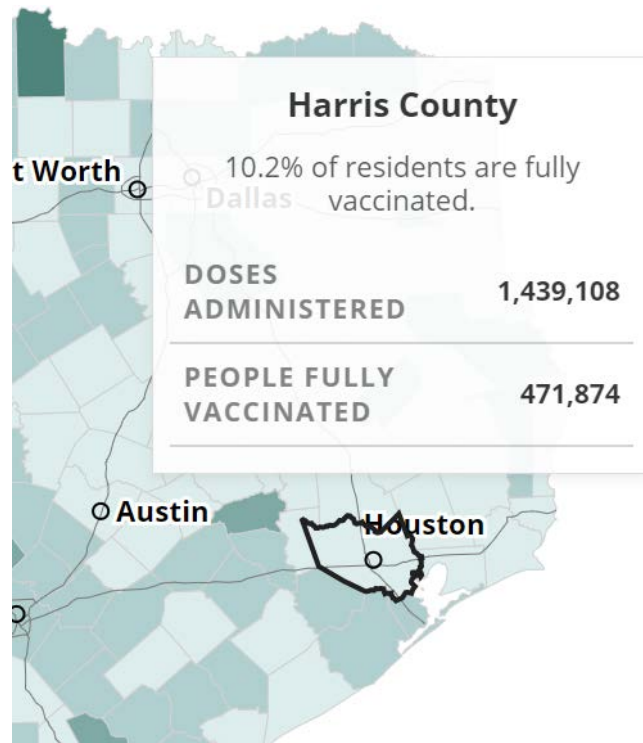 Harris County
10.2% of residents are fully
vaccinated.
t Worth
Dallas
DOSES
ADMINISTERED
1,439,108
PEOPLE FULLY
VACCINATED
471,874
Austin
Houston